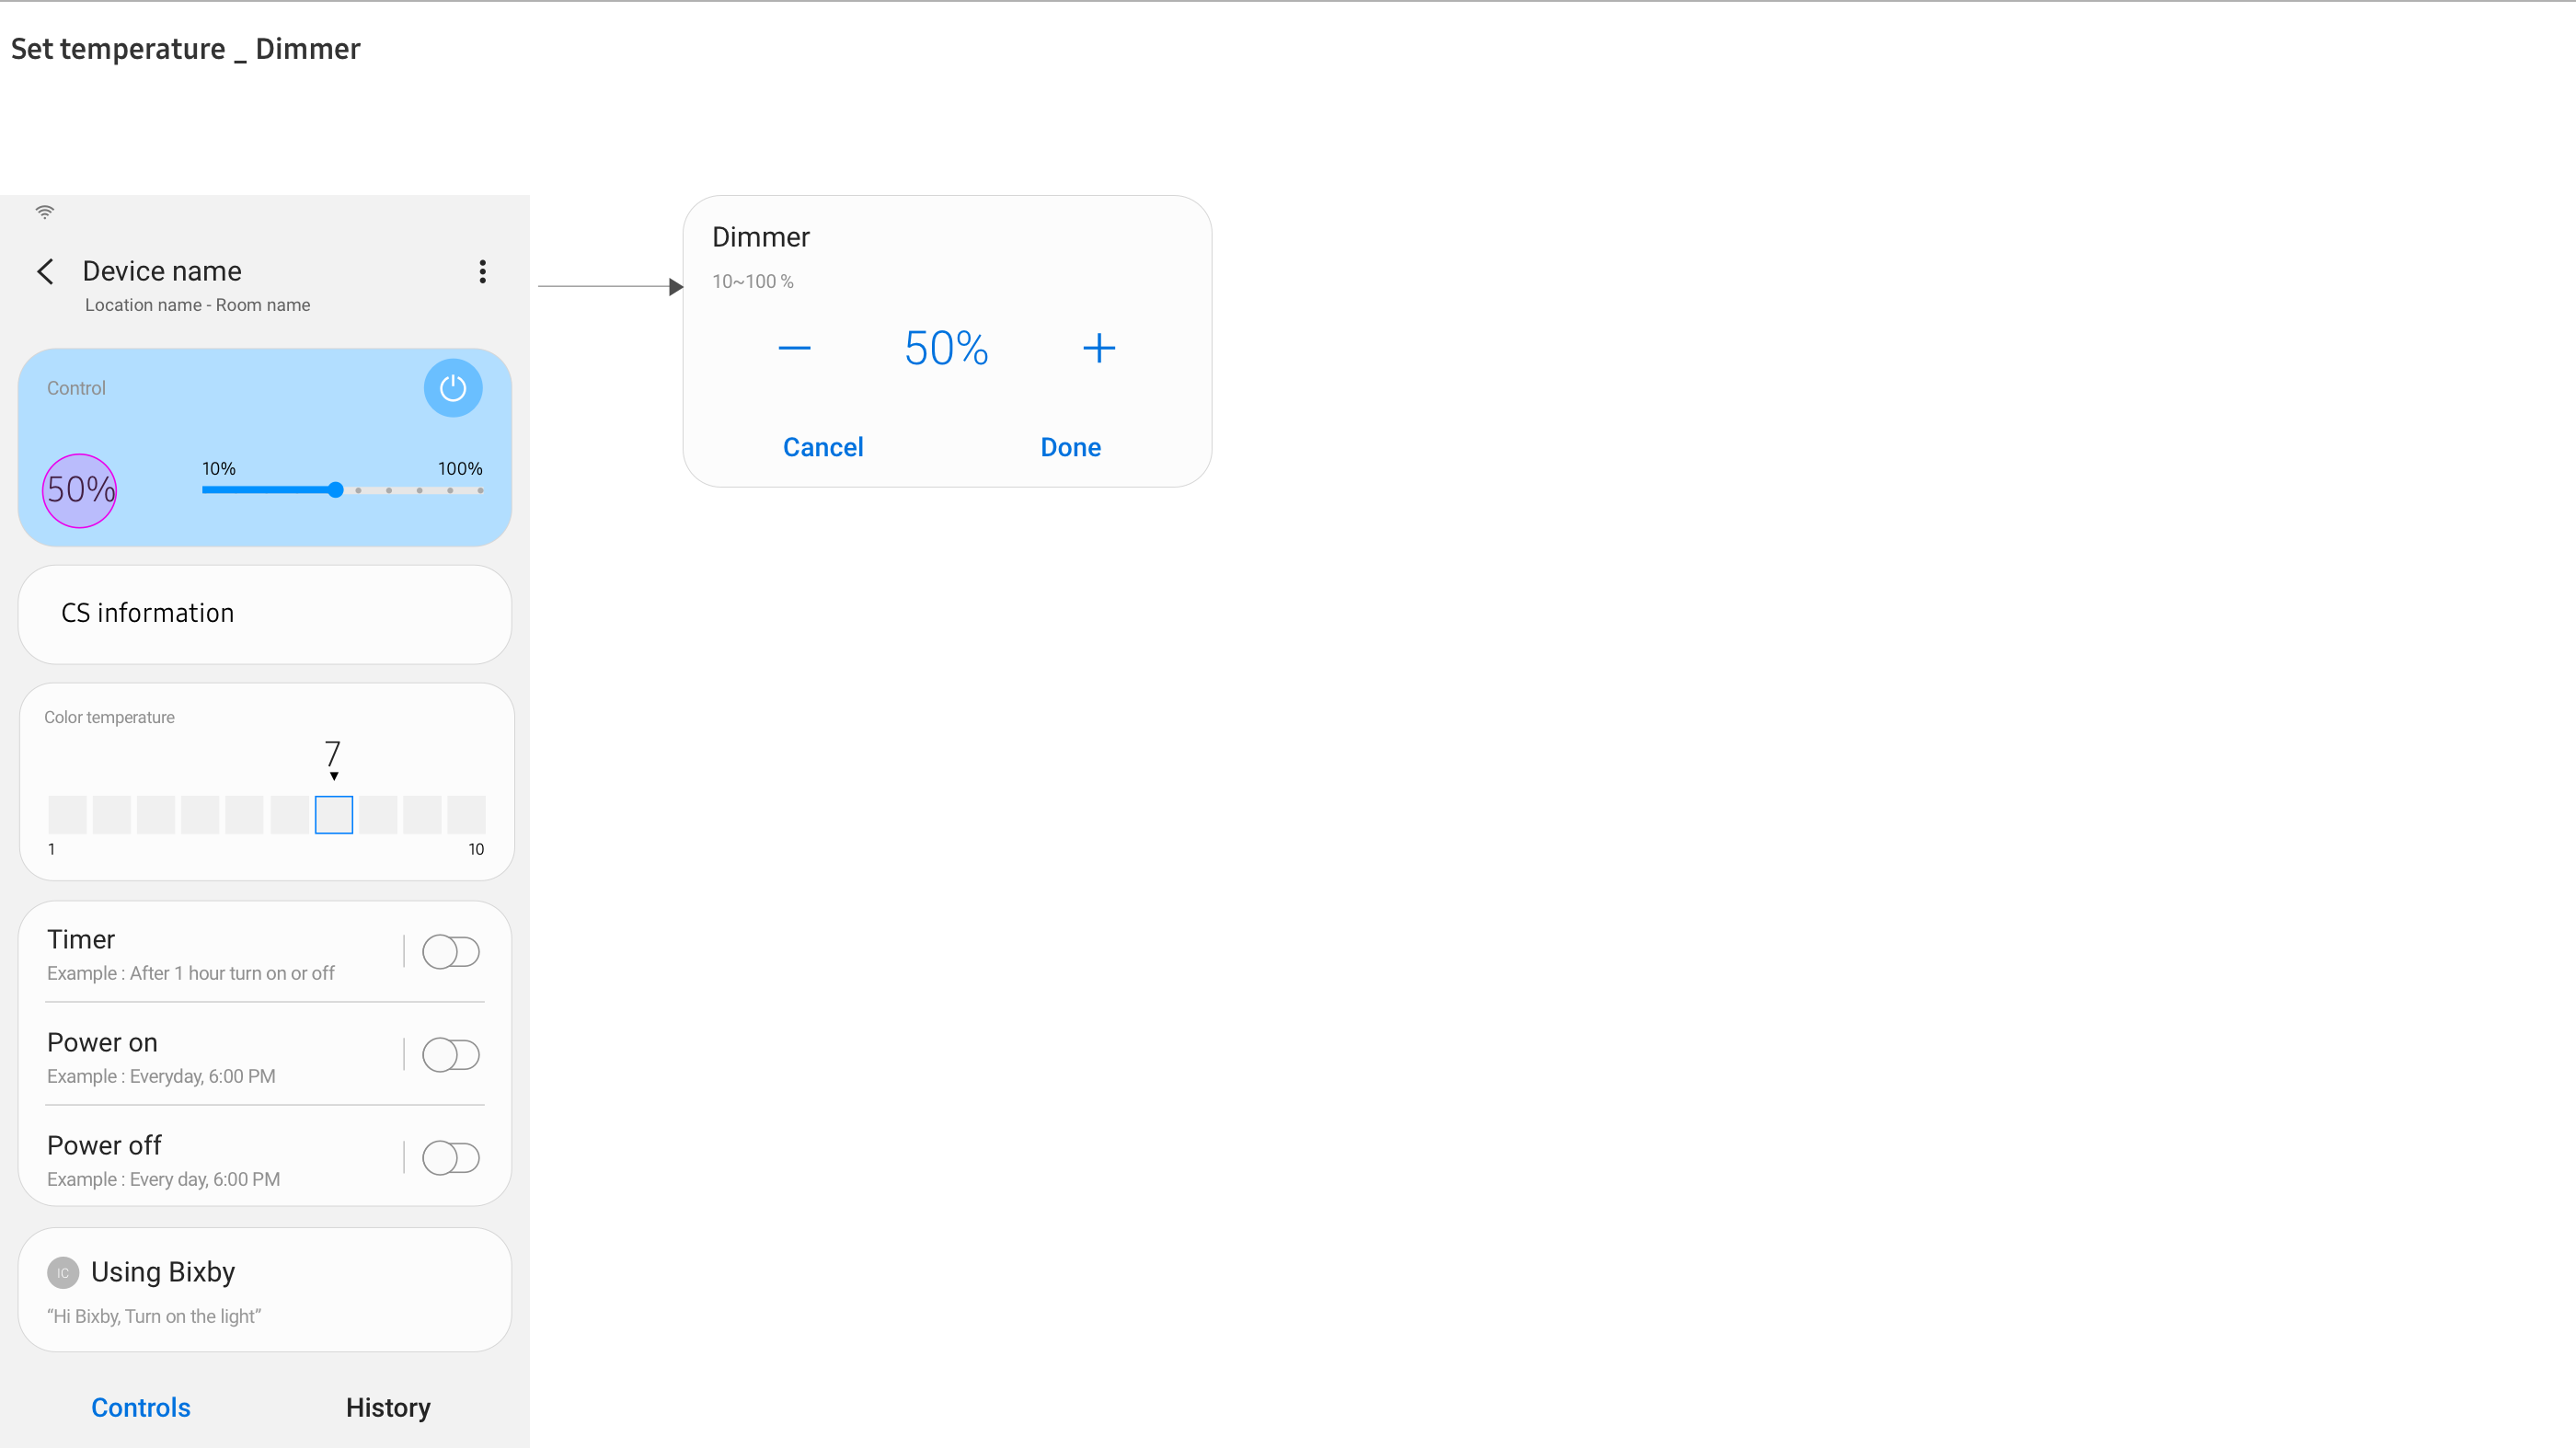 Set temperature _ Dimmer
Device name
Location name - Room name
Control
10%
100%
50%
CS information
Color temperature
7
1
10
Timer
Example : After 1 hour turn on or off
Power on
Example : Everyday, 6:00 PM
Power off
Example : Every day, 6:00 PM
IC
Using Bixby
“Hi Bixby, Turn on the light”
Controls
History
Dimmer
10~100 %
50%
Cancel
Done